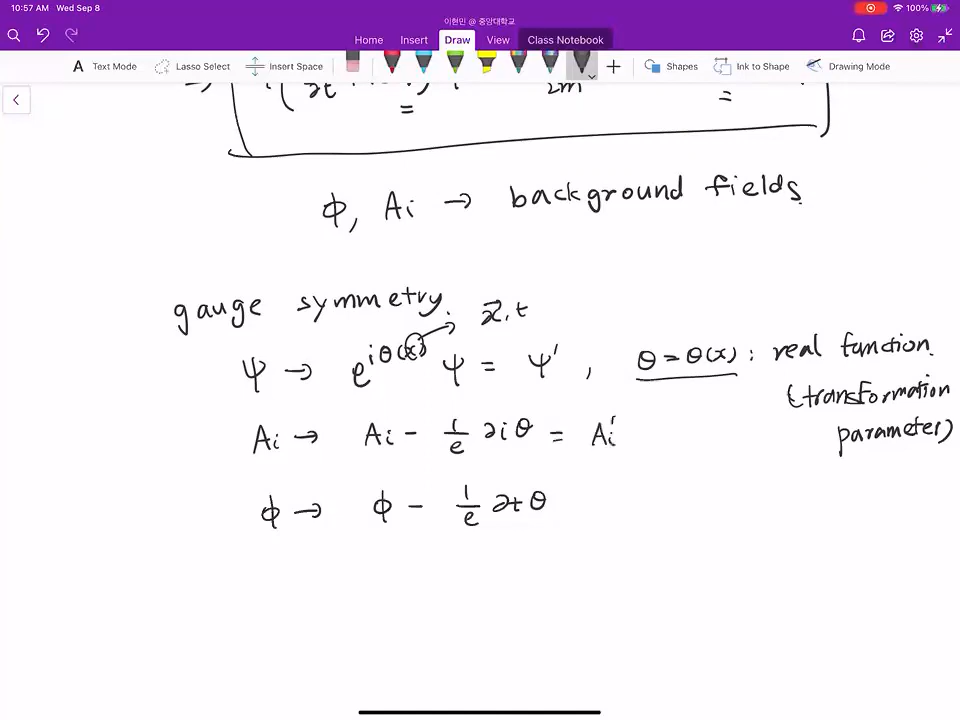 10:57 AM Wed Sep 8
100%
이현민 @ 중앙대학교
Home Insert Draw View Class Notebook
Text Mode Lasso Select Insert Space Shapes Ink to Shape Drawing Mode
2m
=
=
ϕ, Ai → background fields.
gauge symmetry. x⃗, t
ψ → e^{iθ(x)} ψ = ψ' , θ = θ(x) : real function.
(transformation
parameter)
Ai → Ai - 1/e ∂iθ = Ai'
ϕ → ϕ - 1/e ∂tθ